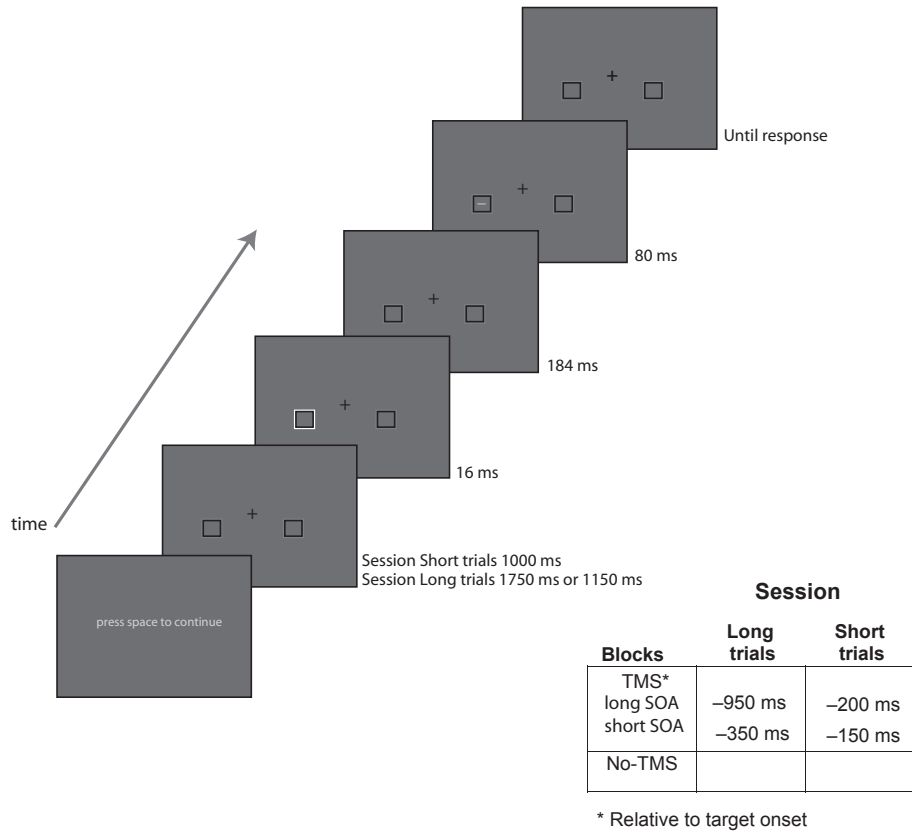 Until response
80 ms
184 ms
16 ms
time
Session Short trials 1000 ms
Session Long trials 1750 ms or 1150 ms
press space to continue
Session
Blocks Long trials Short trials
TMS*
long SOA –950 ms –200 ms
short SOA –350 ms –150 ms
No-TMS
* Relative to target onset